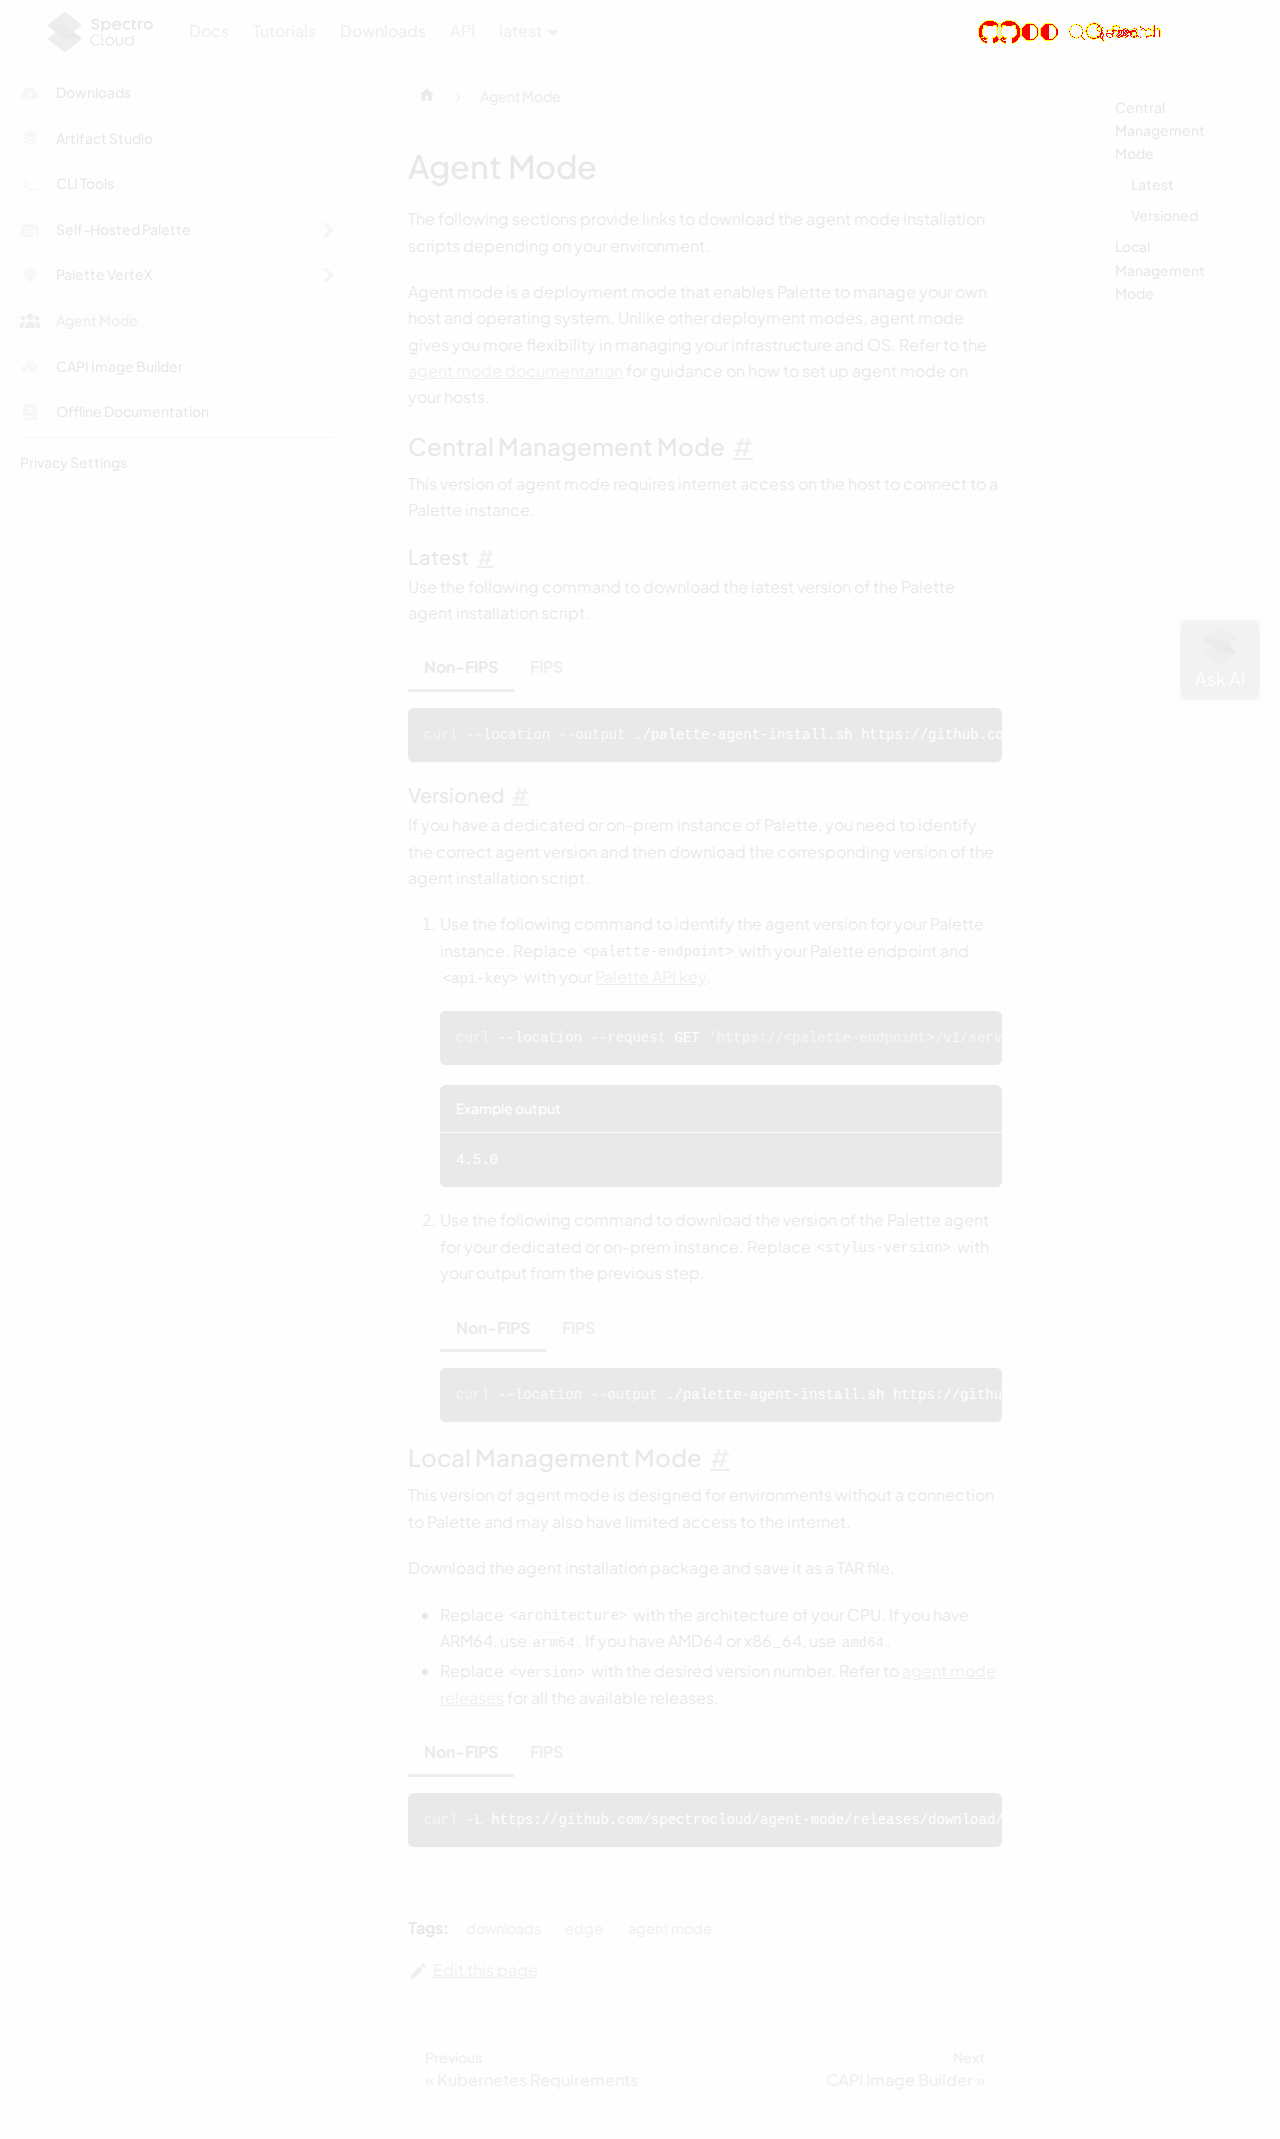 Spectro Cloud
Docs
Tutorials
Downloads
API
latest
Search
Downloads
Artifact Studio
CLI Tools
Self-Hosted Palette
Palette VerteX
Agent Mode
CAPI Image Builder
Offline Documentation
Privacy Settings
Agent Mode
Agent Mode
The following sections provide links to download the agent mode installation
scripts depending on your environment.
Agent mode is a deployment mode that enables Palette to manage your own
host and operating system. Unlike other deployment modes, agent mode
gives you more flexibility in managing your infrastructure and OS. Refer to the
agent mode documentation for guidance on how to set up agent mode on
your hosts.
Central Management Mode #
This version of agent mode requires internet access on the host to connect to a
Palette instance.
Latest #
Use the following command to download the latest version of the Palette
agent installation script.
Non-FIPS
FIPS
curl --location --output ./palette-agent-install.sh https://github.co
Versioned #
If you have a dedicated or on-prem instance of Palette, you need to identify
the correct agent version and then download the corresponding version of the
agent installation script.
1. Use the following command to identify the agent version for your Palette
instance. Replace <palette-endpoint> with your Palette endpoint and
<api-key> with your Palette API key.
curl --location --request GET 'https://<palette-endpoint>/v1/serv
Example output
4.5.0
2. Use the following command to download the version of the Palette agent
for your dedicated or on-prem instance. Replace <stylus-version> with
your output from the previous step.
Non-FIPS
FIPS
curl --location --output ./palette-agent-install.sh https://githu
Local Management Mode #
This version of agent mode is designed for environments without a connection
to Palette and may also have limited access to the internet.
Download the agent installation package and save it as a TAR file.
Replace <architecture> with the architecture of your CPU. If you have
ARM64, use arm64. If you have AMD64 or x86_64, use amd64.
Replace <version> with the desired version number. Refer to agent mode
releases for all the available releases.
Non-FIPS
FIPS
curl -L https://github.com/spectrocloud/agent-mode/releases/download/
Tags:
downloads
edge
agent mode
Edit this page
Previous
« Kubernetes Requirements
Next
CAPI Image Builder »
Central
Management
Mode
Latest
Versioned
Local
Management
Mode
Ask AI